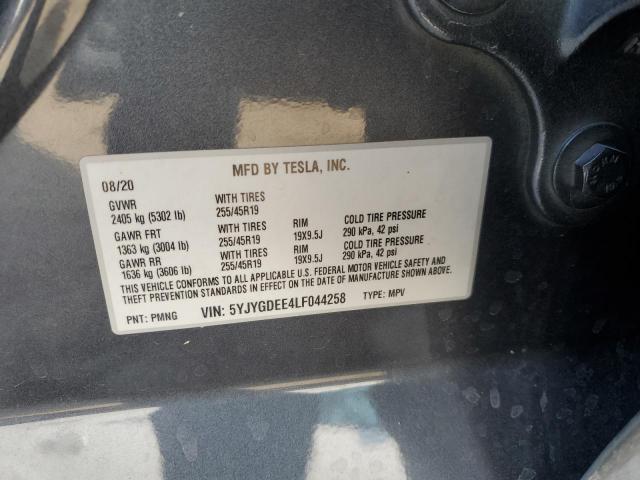 MFD BY TESLA, INC.
08/20
GVWR WITH TIRES
2405 kg (5302 lb) 255/45R19
GAWR FRT WITH TIRES RIM COLD TIRE PRESSURE
1363 kg (3004 lb) 255/45R19 19X9.5J 290 kPa, 42 psi
GAWR RR WITH TIRES RIM COLD TIRE PRESSURE
1636 kg (3606 lb) 255/45R19 19X9.5J 290 kPa, 42 psi
THIS VEHICLE CONFORMS TO ALL APPLICABLE U.S. FEDERAL MOTOR VEHICLE SAFETY AND
THEFT PREVENTION STANDARDS IN EFFECT ON THE DATE OF MANUFACTURE SHOWN ABOVE.
PNT: PMNG VIN: 5YJYGDEE4LF044258 TYPE: MPV